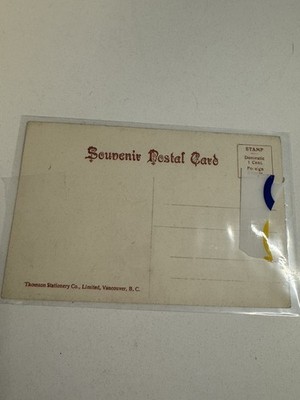 Souvenir Postal Card
STAMP
Domestic
1 Cent
Foreign
Thomson Stationery Co., Limited, Vancouver, B. C.